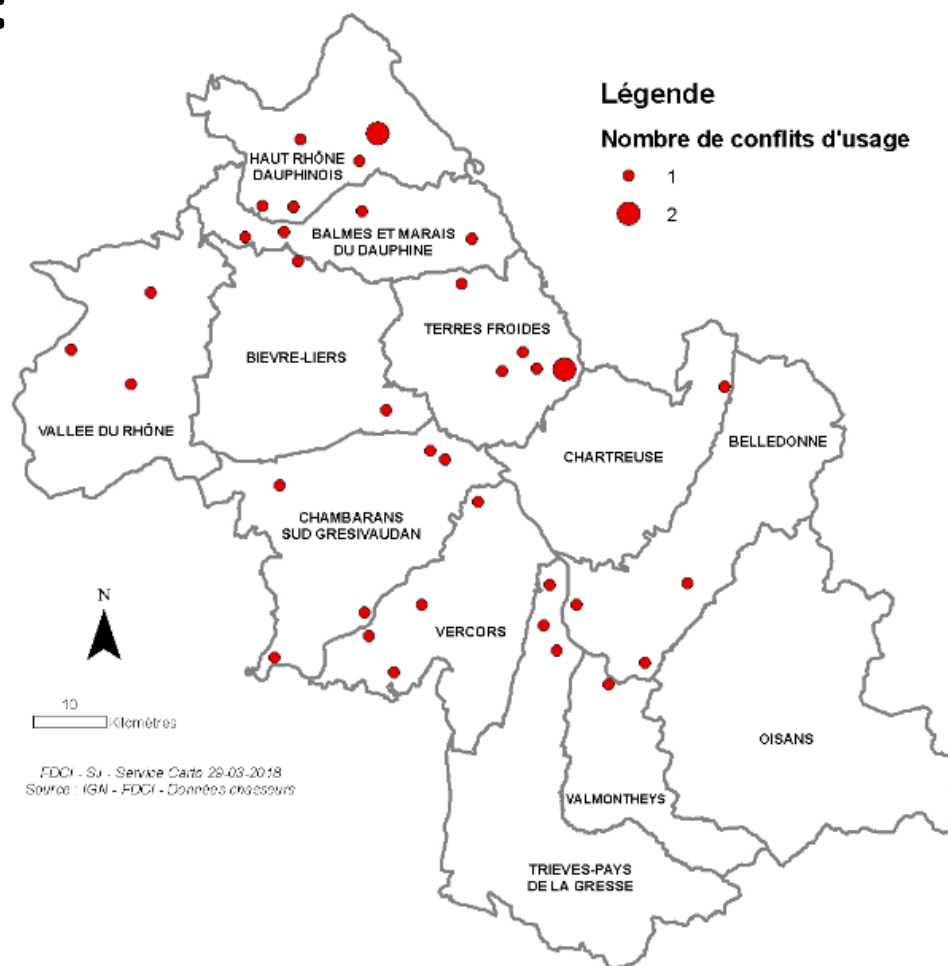 Légende
Nombre de conflits d'usage
1
2
HAUT RHÔNE
DAUPHINOIS
BALMES ET MARAIS
DU DAUPHINE
TERRES FROIDES
BIEVRE-LIERS
VALLEE DU RHÔNE
CHARTREUSE
BELLEDONNE
CHAMBARANS
SUD GRESIVAUDAN
VERCORS
N
10
Kilomètres
OISANS
FDCI - SJ - Service Carto 29-03-2018
Source : IGN - FDCI - Données chasseurs
VALMONTHEYS
TRIEVES-PAYS
DE LA GRESSE